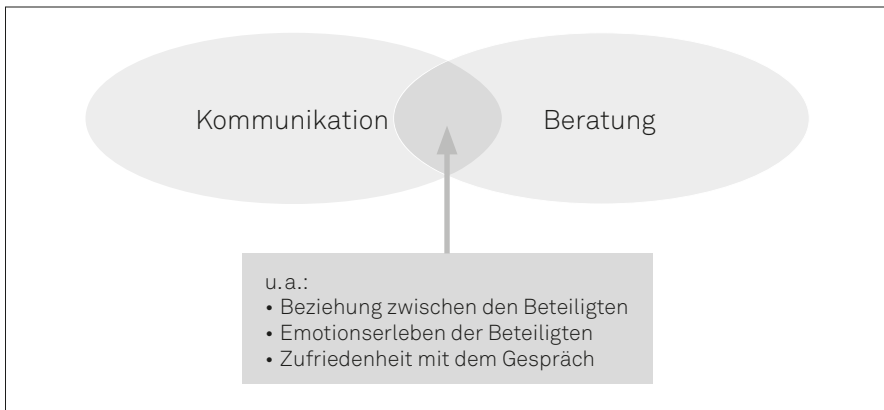 Kommunikation
Beratung
u.a.:
• Beziehung zwischen den Beteiligten
• Emotionserleben der Beteiligten
• Zufriedenheit mit dem Gespräch